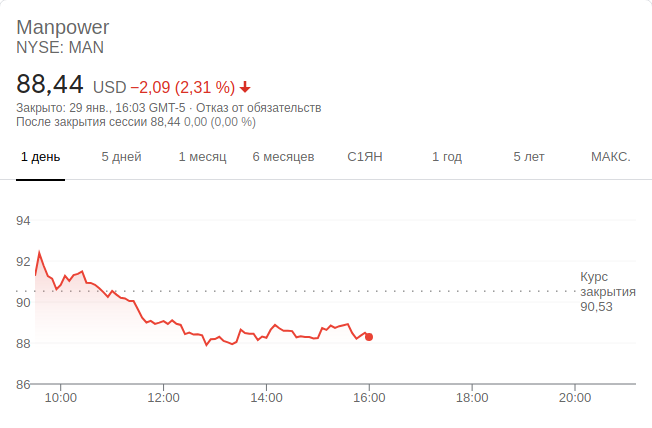 Manpower
NYSE: MAN
88,44 USD −2,09 (2,31 %)
Закрыто: 29 янв., 16:03 GMT-5 · Отказ от обязательств
После закрытия сессии 88,44 0,00 (0,00 %)
1 день 5 дней 1 месяц 6 месяцев С1ЯН 1 год 5 лет МАКС.
94
92
90
88
86
Курс
закрытия
90,53
10:00 12:00 14:00 16:00 18:00 20:00